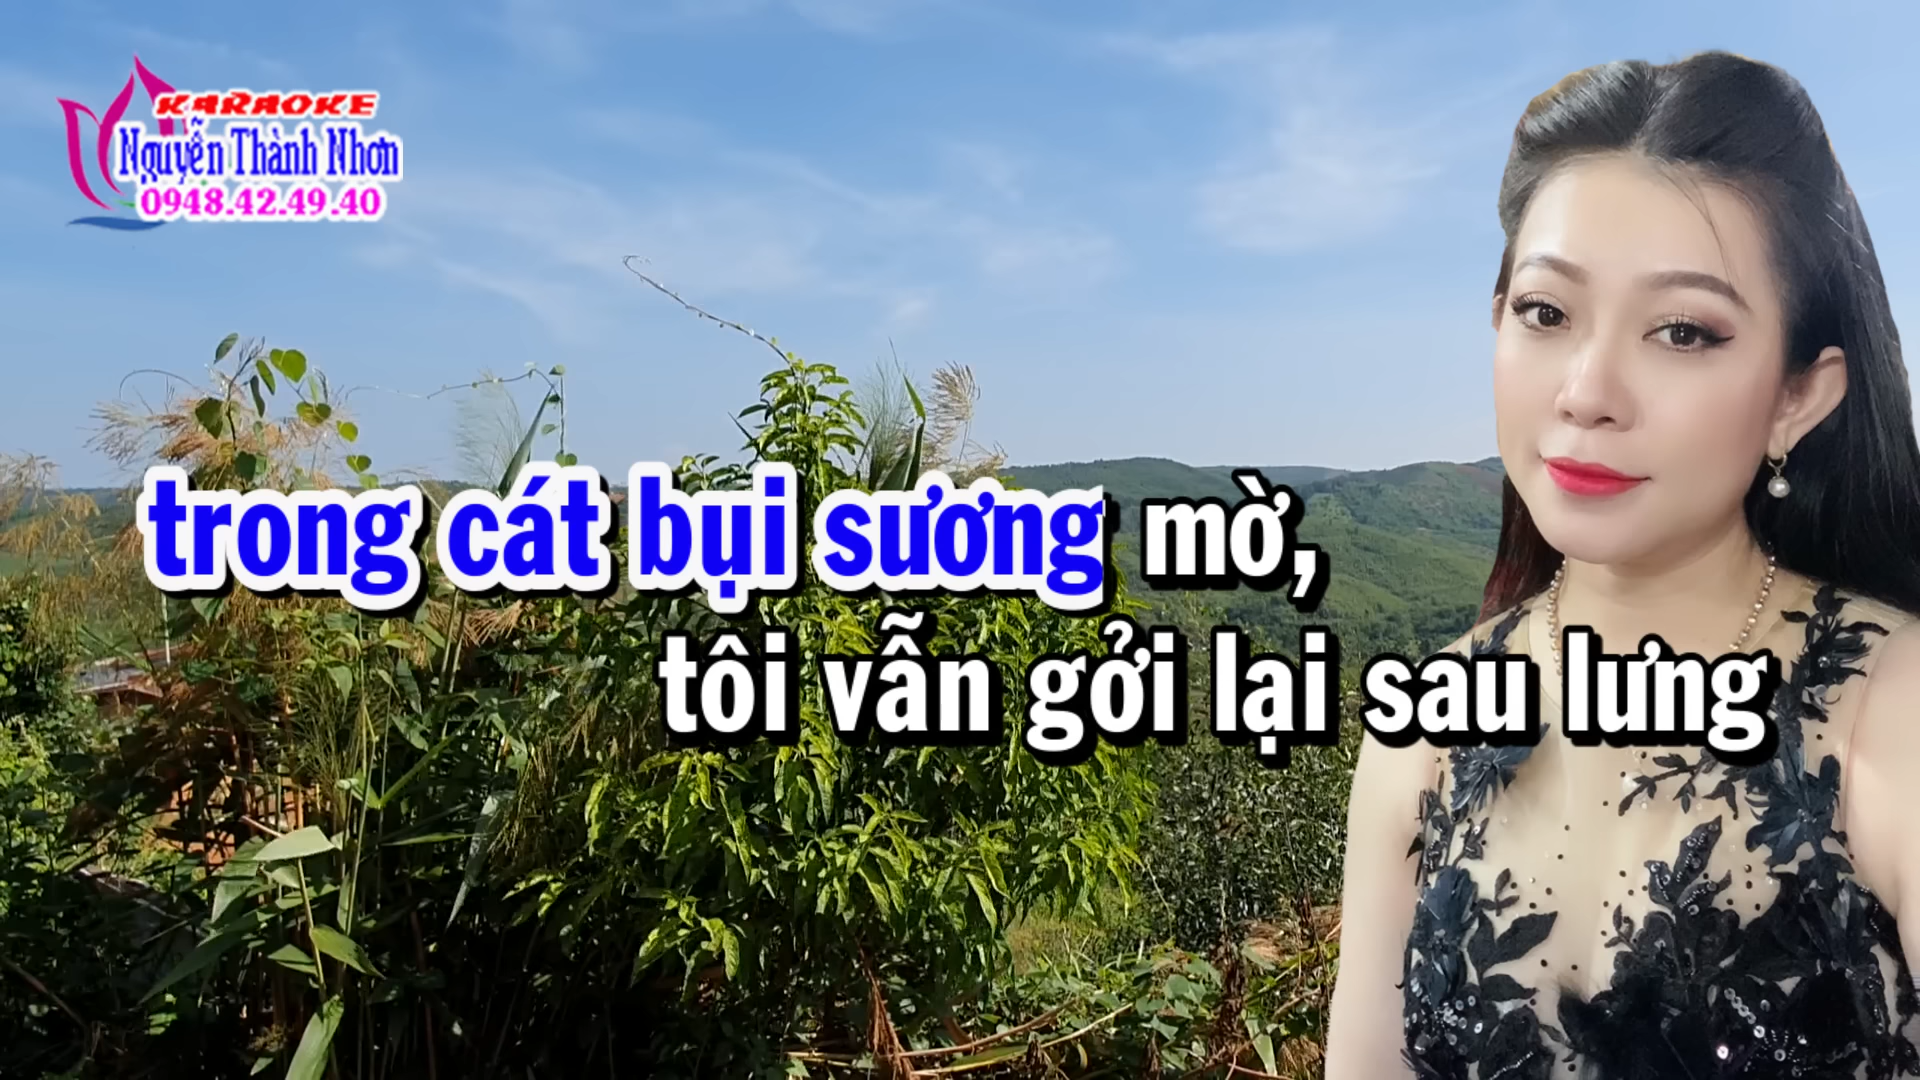 KARAOKE
Nguyễn Thành Nhơn
0948.42.49.40
trong cát bụi sương mờ,
tôi vẫn gởi lại sau lưng